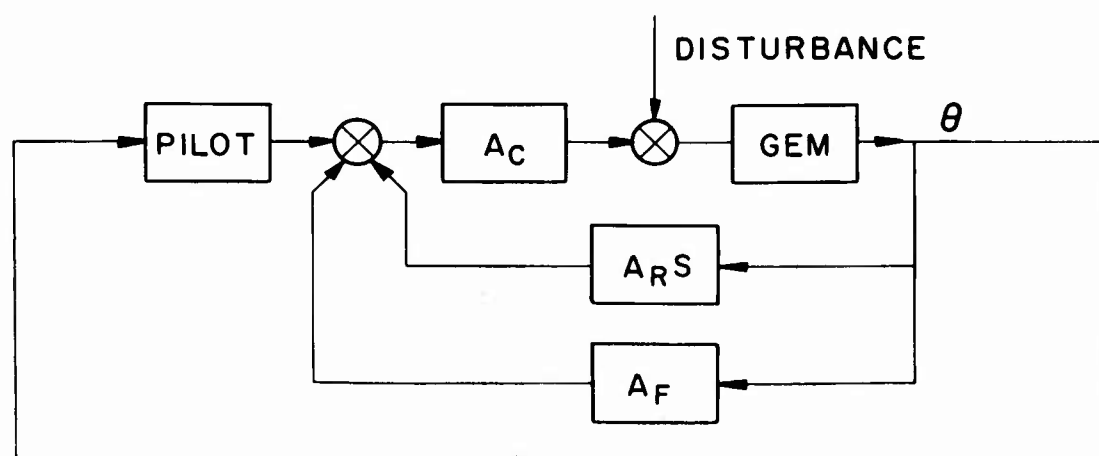 DISTURBANCE
PILOT
A_C
GEM
θ
A_R S
A_F